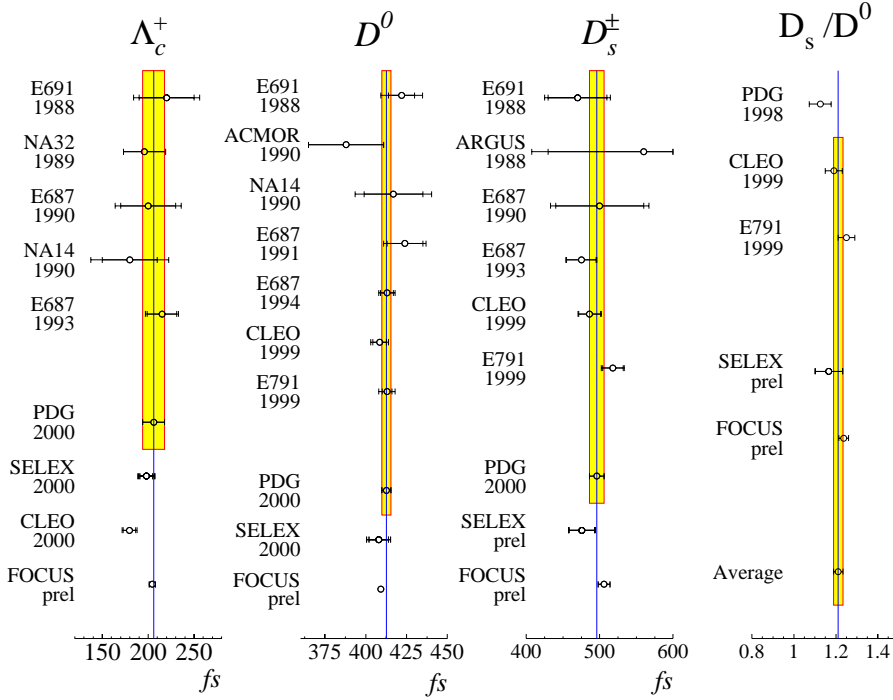 Λc+
E691
1988
NA32
1989
E687
1990
NA14
1990
E687
1993
PDG
2000
SELEX
2000
CLEO
2000
FOCUS
prel
150 200 250
fs
D0
E691
1988
ACMOR
1990
NA14
1990
E687
1991
E687
1994
CLEO
1999
E791
1999
PDG
2000
SELEX
2000
FOCUS
prel
375 400 425 450
fs
Ds±
E691
1988
ARGUS
1988
E687
1990
E687
1993
CLEO
1999
E791
1999
PDG
2000
SELEX
prel
FOCUS
prel
400 500 600
fs
Ds /D0
PDG
1998
CLEO
1999
E791
1999
SELEX
prel
FOCUS
prel
Average
0.8 1 1.2 1.4